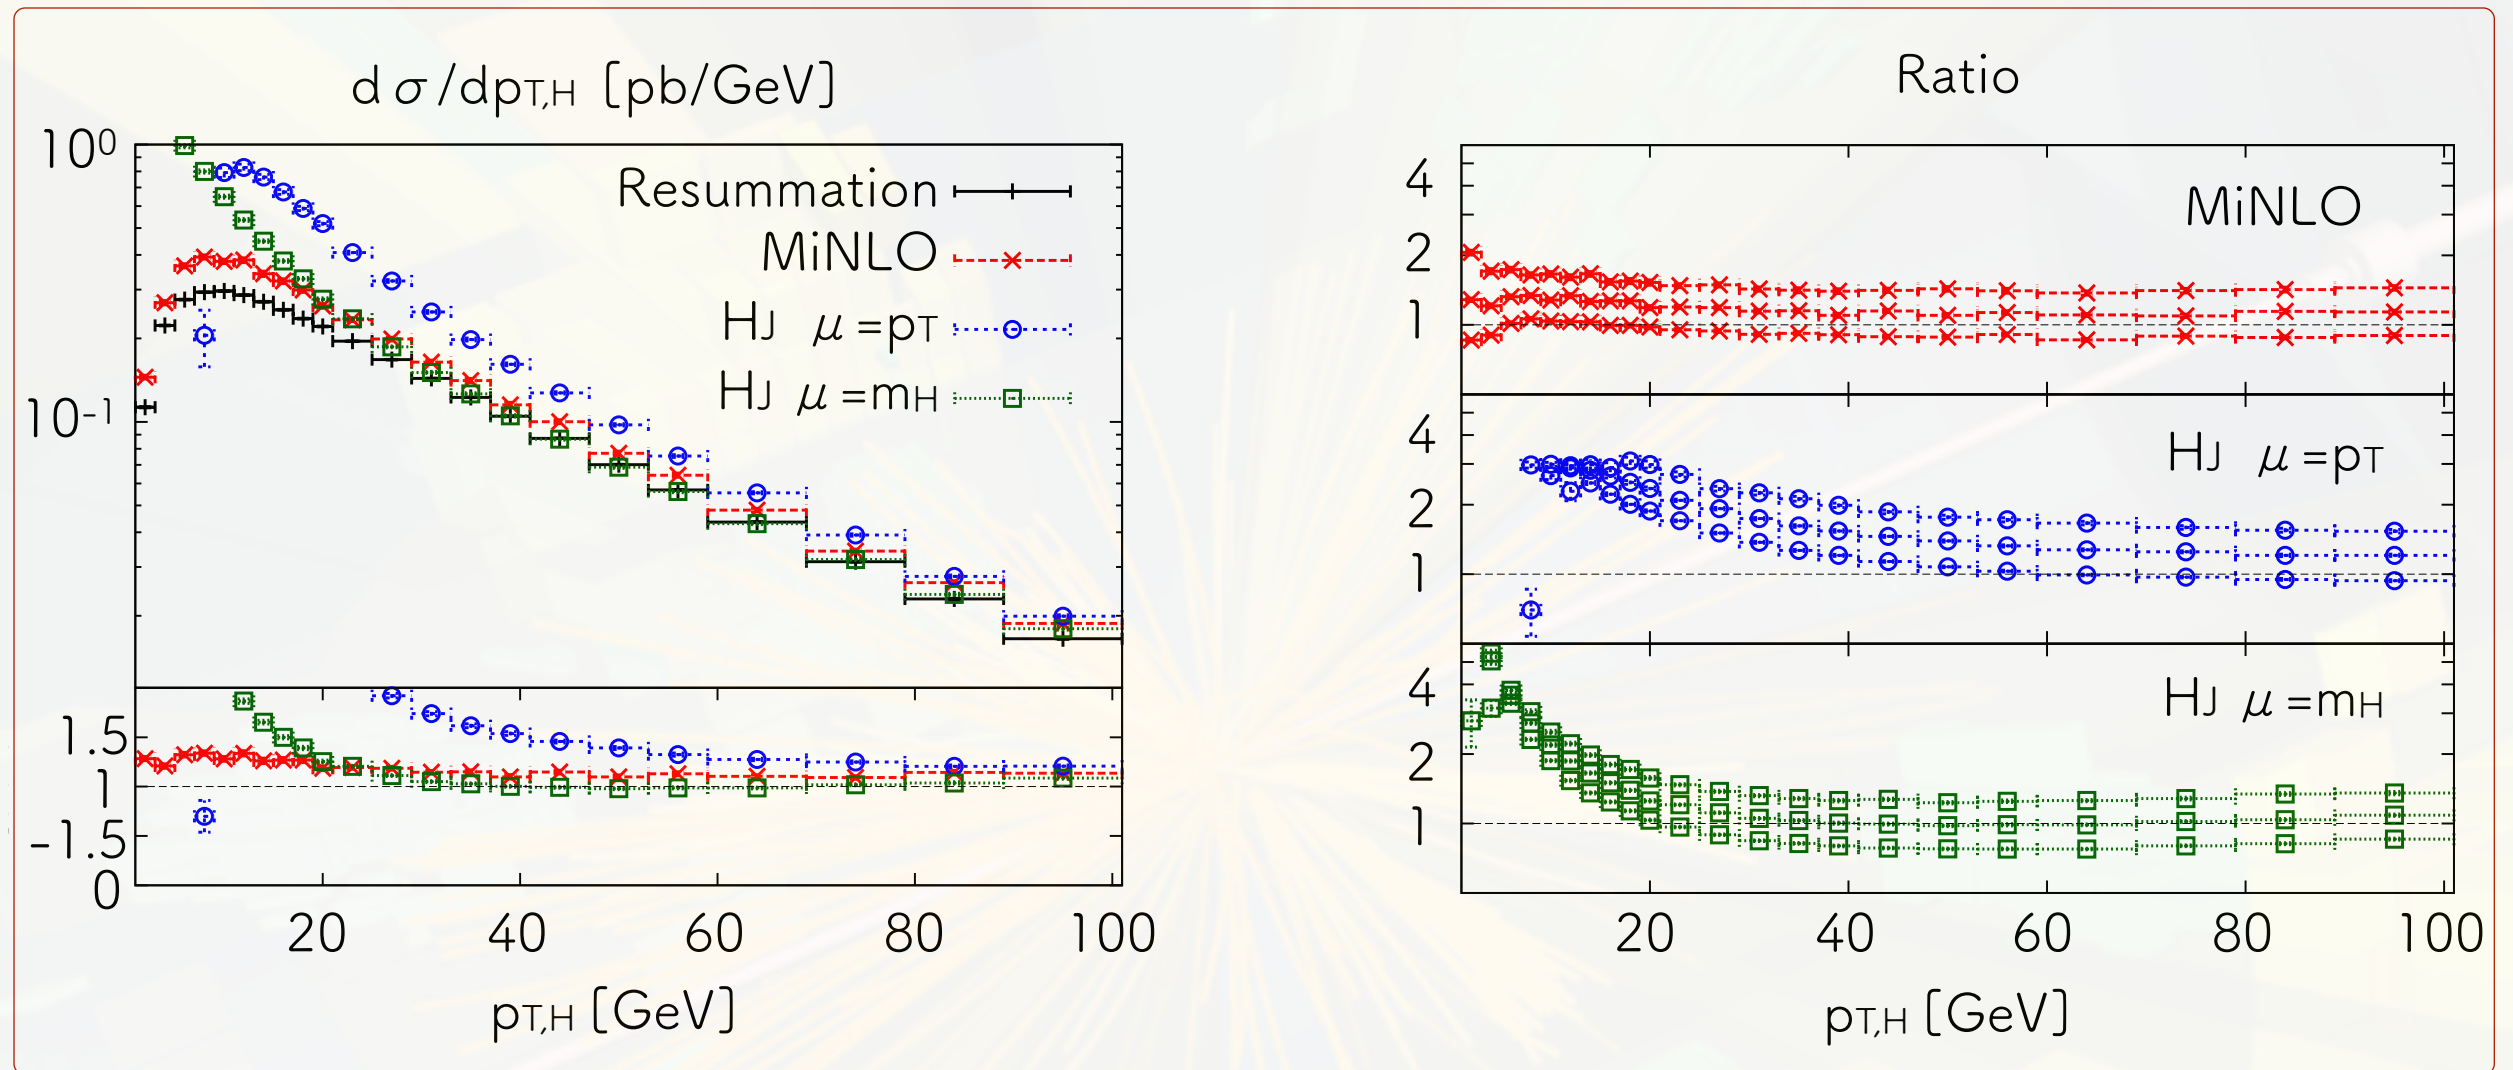 dσ/dpT,H [pb/GeV]
10⁰
Resummation
MiNLO
HJ μ=pT
HJ μ=mH
10⁻¹
1.5
1
-1.5
0
20 40 60 80 100
pT,H [GeV]
Ratio
4
2
1
MiNLO
4
2
1
HJ μ=pT
4
2
1
HJ μ=mH
20 40 60 80 100
pT,H [GeV]